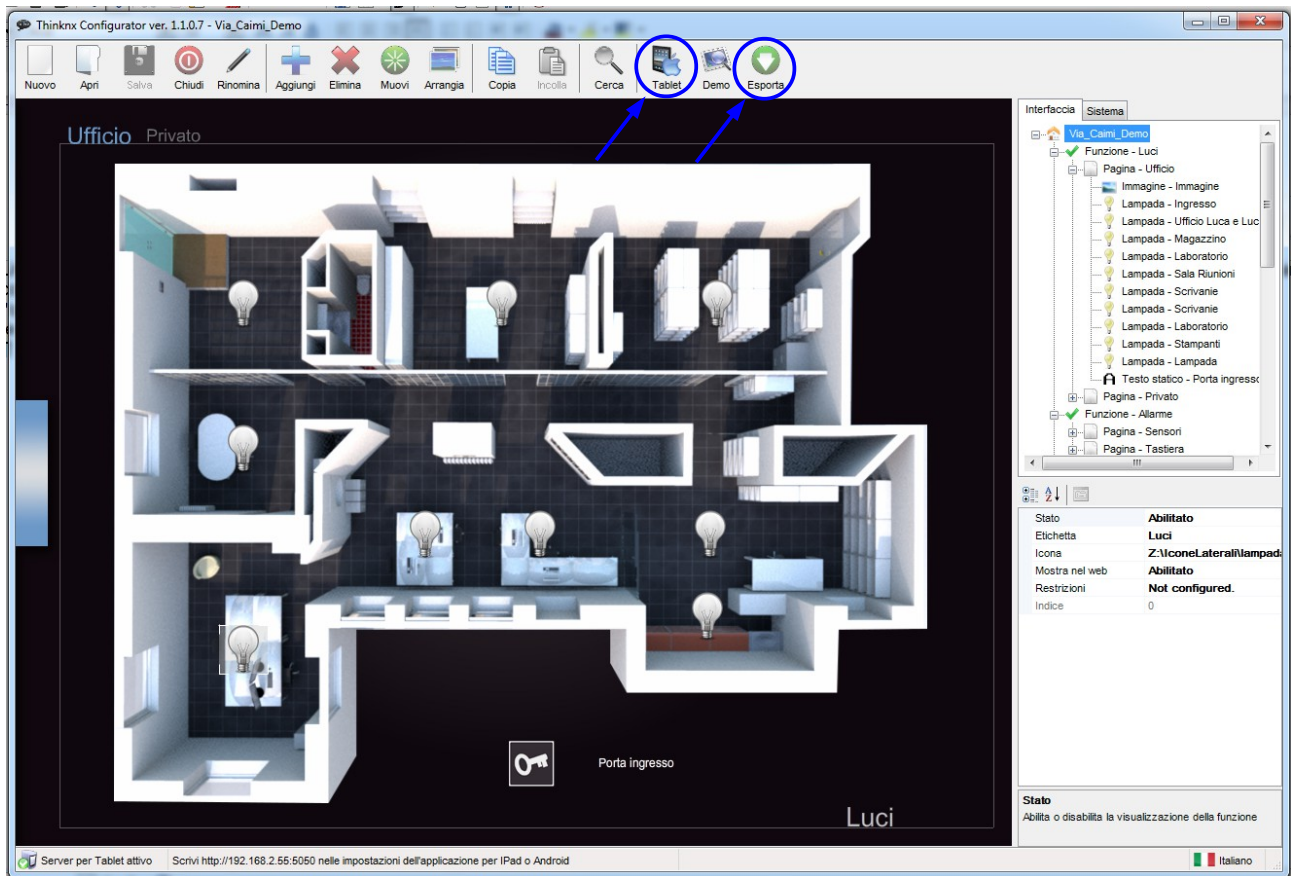 Thinknx Configurator ver. 1.1.0.7 - Via_Caimi_Demo
Nuovo Apri Salva Chiudi Rinomina Aggiungi Elimina Muovi Arrangia Copia Incolla Cerca Tablet Demo Esporta
Ufficio Privato
Porta ingresso
Luci
Interfaccia Sistema
Via_Caimi_Demo
Funzione - Luci
Pagina - Ufficio
Immagine - Immagine
Lampada - Ingresso
Lampada - Ufficio Luca e Luc
Lampada - Magazzino
Lampada - Laboratorio
Lampada - Sala Riunioni
Lampada - Scrivanie
Lampada - Scrivanie
Lampada - Laboratorio
Lampada - Stampanti
Lampada - Lampada
Testo statico - Porta ingresso
Pagina - Privato
Funzione - Allarme
Pagina - Sensori
Pagina - Tastiera
Stato Abilitato
Etichetta Luci
Icona Z:\IconeLaterali\lampada
Mostra nel web Abilitato
Restrizioni Not configured.
Indice 0
Stato
Abilita o disabilita la visualizzazione della funzione
Server per Tablet attivo Scrivi http://192.168.2.55:5050 nelle impostazioni dell'applicazione per IPad o Android Italiano